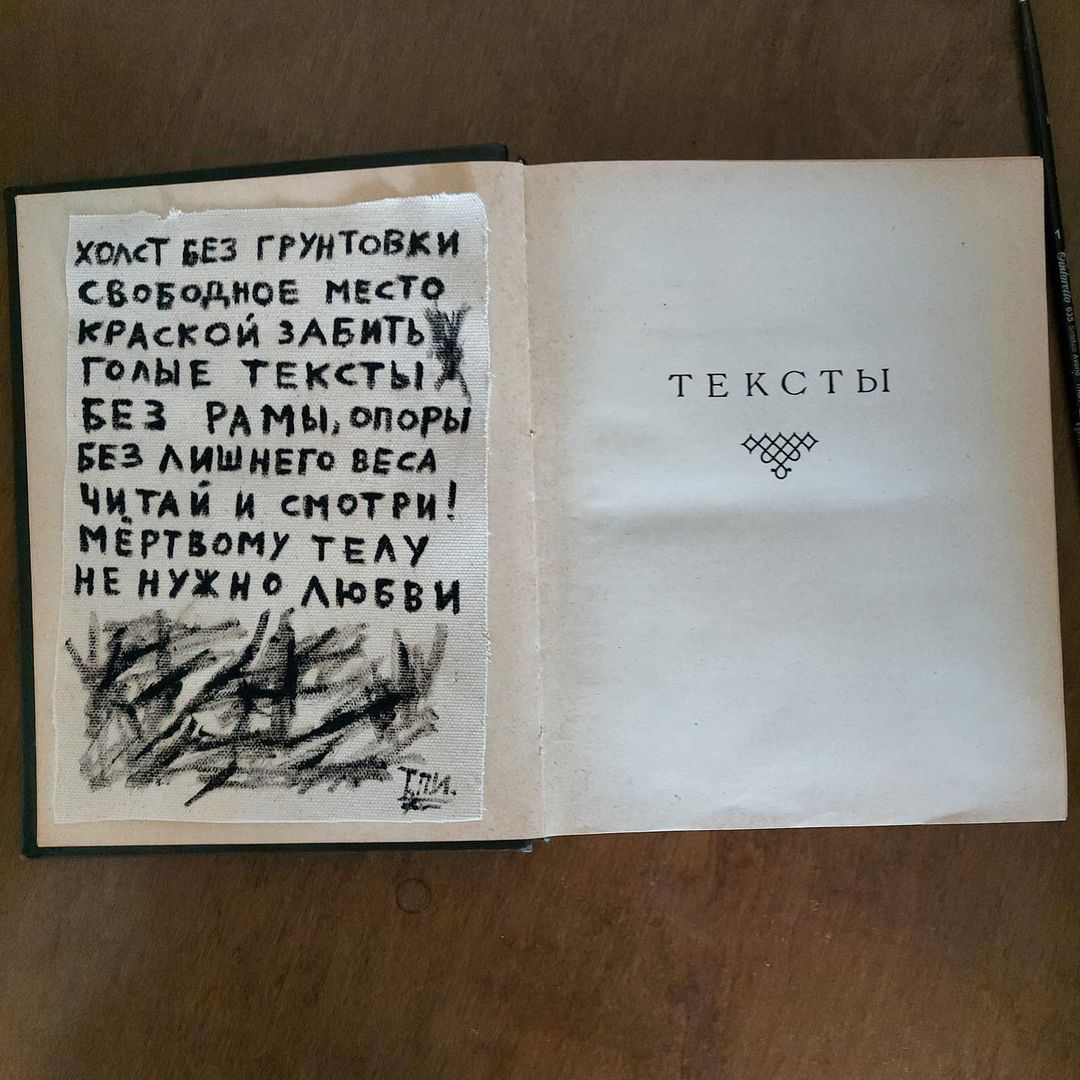 ХОЛСТ БЕЗ ГРУНТОВКИ
СВОБОДНОЕ МЕСТО
КРАСКОЙ ЗАБИТЬ
ГОЛЫЕ ТЕКСТЫ
БЕЗ РАМЫ, ОПОРЫ
БЕЗ ЛИШНЕГО ВЕСА
ЧИТАЙ И СМОТРИ!
МЁРТВОМУ ТЕЛУ
НЕ НУЖНО ЛЮБВИ
Т.П.И.
ТЕКСТЫ
635